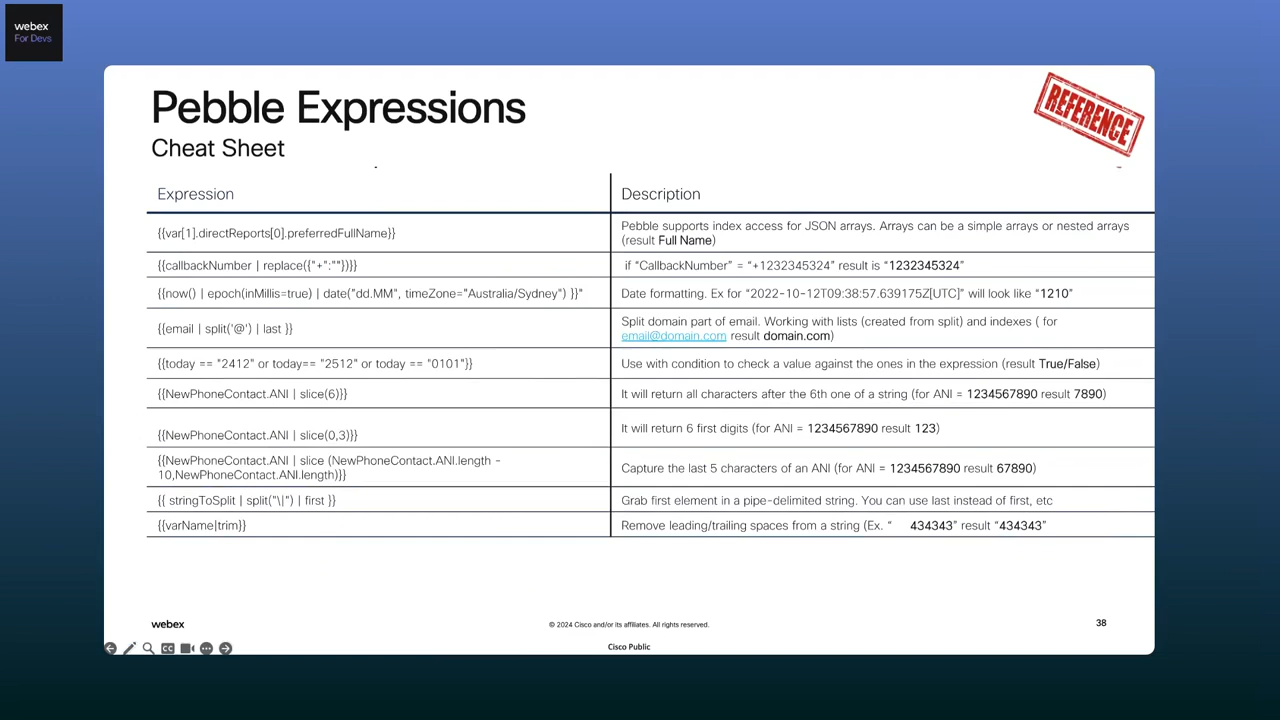 webex
For Devs
Pebble Expressions
Cheat Sheet
REFERENCE
Expression
Description
{{var[1].directReports[0].preferredFullName}}
Pebble supports index access for JSON arrays. Arrays can be a simple arrays or nested arrays
(result Full Name)
{{callbackNumber | replace({"+":""})}}
if “CallbackNumber” = “+1232345324” result is “1232345324”
{{now() | epoch(inMillis=true) | date("dd.MM", timeZone="Australia/Sydney") }}"
Date formatting. Ex for “2022-10-12T09:38:57.639175Z[UTC]” will look like “1210”
{{email | split('@') | last }}
Split domain part of email. Working with lists (created from split) and indexes ( for
email@domain.com result domain.com)
{{today == "2412" or today== "2512" or today == "0101"}}
Use with condition to check a value against the ones in the expression (result True/False)
{{NewPhoneContact.ANI | slice(6)}}
It will return all characters after the 6th one of a string (for ANI = 1234567890 result 7890)
{{NewPhoneContact.ANI | slice(0,3)}}
It will return 6 first digits (for ANI = 1234567890 result 123)
{{NewPhoneContact.ANI | slice (NewPhoneContact.ANI.length -
10,NewPhoneContact.ANI.length)}}
Capture the last 5 characters of an ANI (for ANI = 1234567890 result 67890)
{{ stringToSplit | split("\|") | first }}
Grab first element in a pipe-delimited string. You can use last instead of first, etc
{{varName|trim}}
Remove leading/trailing spaces from a string (Ex. “ 434343” result “434343”
webex
© 2024 Cisco and/or its affiliates. All rights reserved.
38
CC
Cisco Public